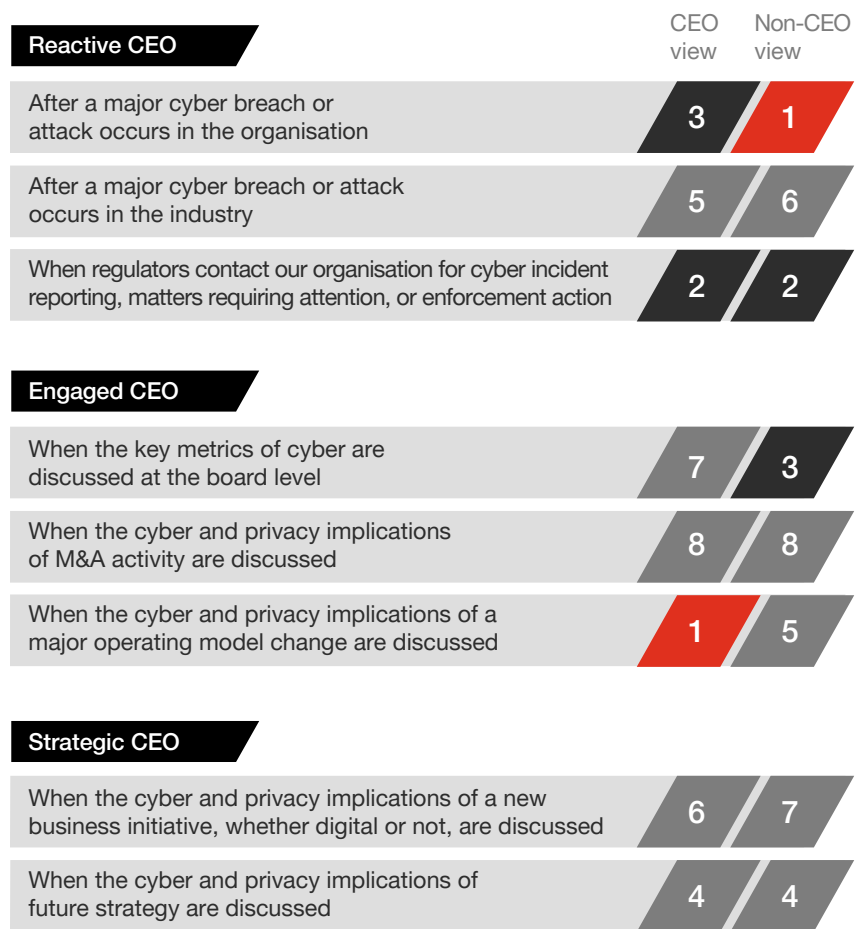 CEO Non-CEO
view view
Reactive CEO
After a major cyber breach or
attack occurs in the organisation
3 1
After a major cyber breach or attack
occurs in the industry
5 6
When regulators contact our organisation for cyber incident
reporting, matters requiring attention, or enforcement action
2 2
Engaged CEO
When the key metrics of cyber are
discussed at the board level
7 3
When the cyber and privacy implications
of M&A activity are discussed
8 8
When the cyber and privacy implications of a
major operating model change are discussed
1 5
Strategic CEO
When the cyber and privacy implications of a new
business initiative, whether digital or not, are discussed
6 7
When the cyber and privacy implications of
future strategy are discussed
4 4